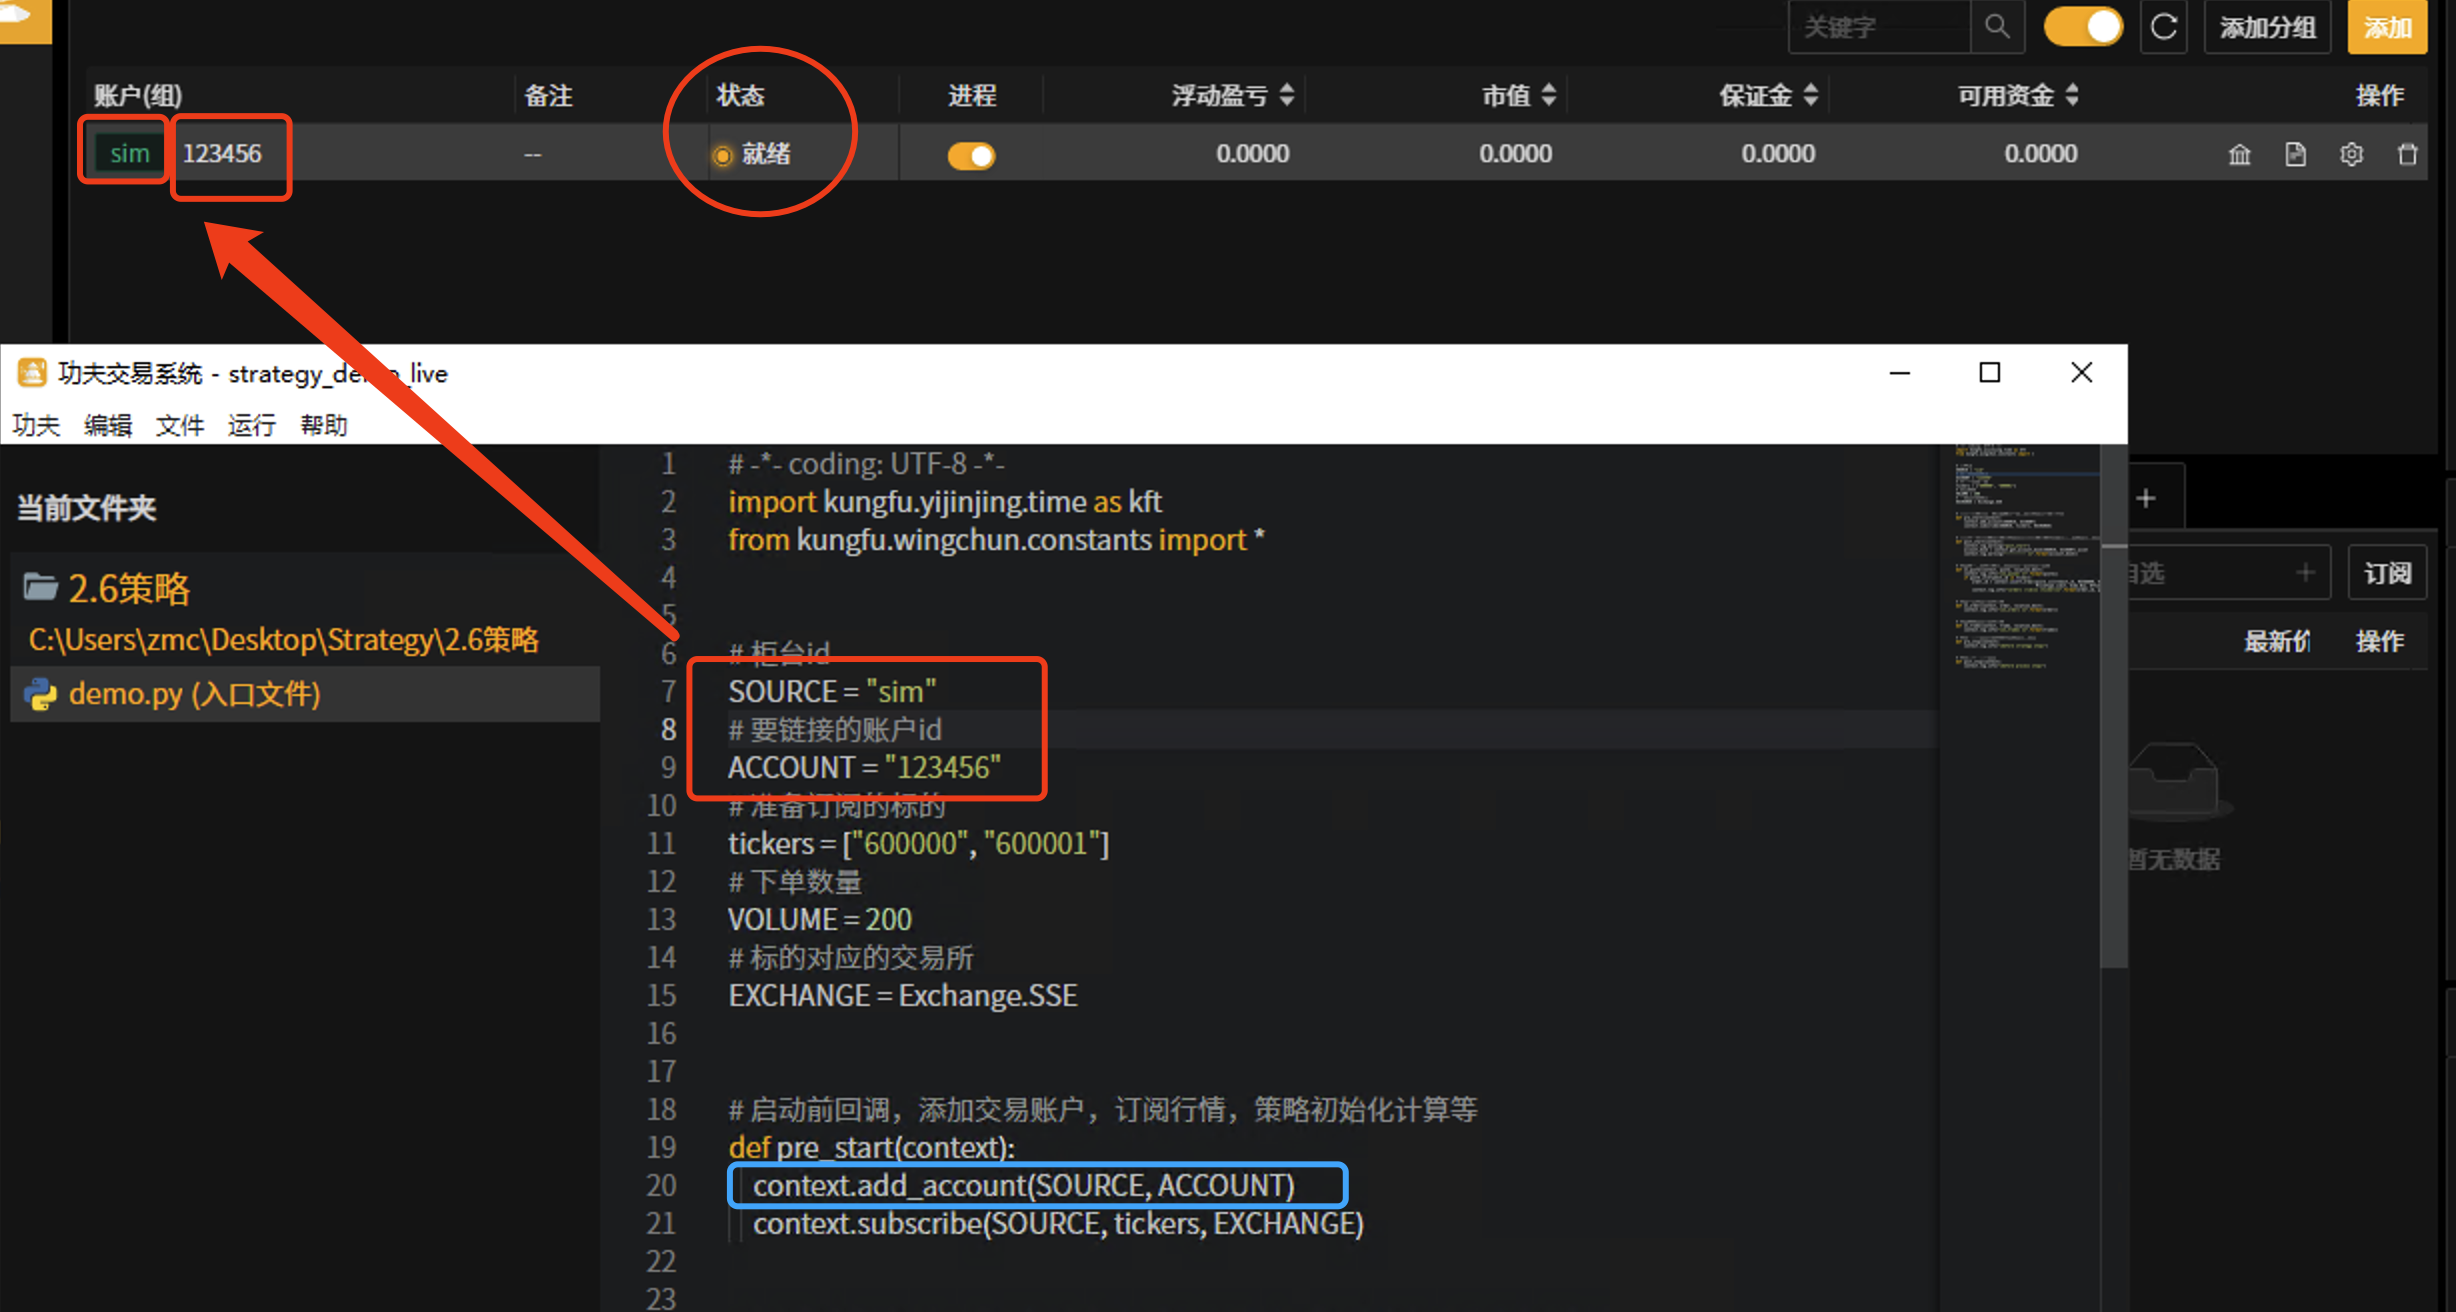 关键字
添加分组
添加
账户(组) 备注 状态 进程 浮动盈亏 市值 保证金 可用资金 操作
sim 123456 -- 就绪 0.0000 0.0000 0.0000 0.0000
功夫交易系统 - strategy_demo_live
功夫 编辑 文件 运行 帮助
当前文件夹
2.6策略
C:\Users\zmc\Desktop\Strategy\2.6策略
demo.py (入口文件)
1 # -*- coding: UTF-8 -*-
2 import kungfu.yijinjing.time as kft
3 from kungfu.wingchun.constants import *
4
5
6 # 柜台id
7 SOURCE = "sim"
8 # 要链接的账户id
9 ACCOUNT = "123456"
10 # 准备订阅的标的
11 tickers = ["600000", "600001"]
12 # 下单数量
13 VOLUME = 200
14 # 标的对应的交易所
15 EXCHANGE = Exchange.SSE
16
17
18 # 启动前回调，添加交易账户，订阅行情，策略初始化计算等
19 def pre_start(context):
20 context.add_account(SOURCE, ACCOUNT)
21 context.subscribe(SOURCE, tickers, EXCHANGE)
22
23
自选
订阅
最新价 操作
暂无数据